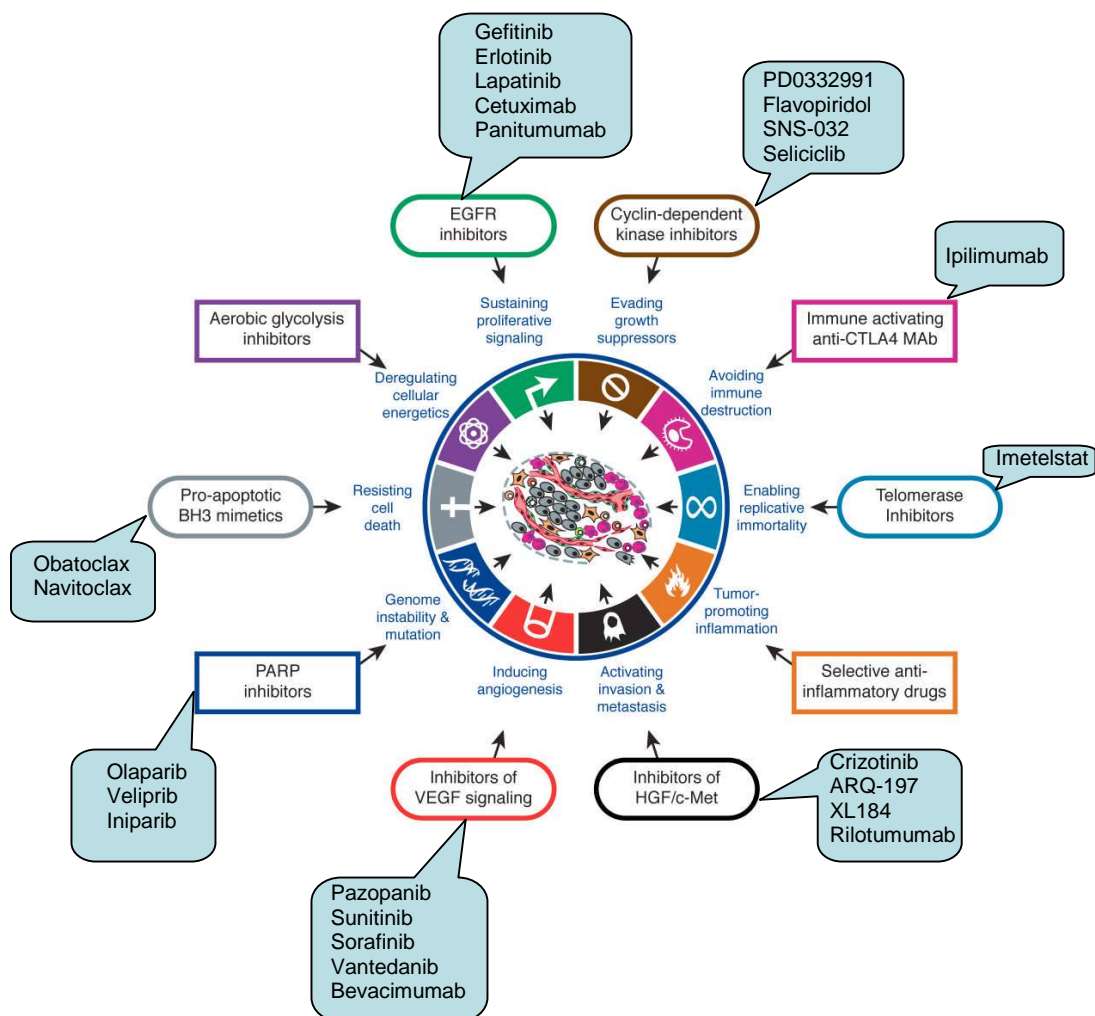 Gefitinib
Erlotinib
Lapatinib
Cetuximab
Panitumumab
PD0332991
Flavopiridol
SNS-032
Seliciclib
EGFR
inhibitors
Cyclin-dependent
kinase inhibitors
Ipilimumab
Aerobic glycolysis
inhibitors
Sustaining
proliferative
signaling
Evading
growth
suppressors
Immune activating
anti-CTLA4 MAb
Deregulating
cellular
energetics
Avoiding
immune
destruction
Imetelstat
Pro-apoptotic
BH3 mimetics
Resisting
cell
death
Enabling
replicative
immortality
Telomerase
Inhibitors
Obatoclax
Navitoclax
Genome
instability &
mutation
Tumor-
promoting
inflammation
PARP
inhibitors
Inducing
angiogenesis
Activating
invasion &
metastasis
Selective anti-
inflammatory drugs
Olaparib
Veliprib
Iniparib
Inhibitors of
VEGF signaling
Inhibitors of
HGF/c-Met
Crizotinib
ARQ-197
XL184
Rilotumumab
Pazopanib
Sunitinib
Sorafinib
Vantedanib
Bevacimumab